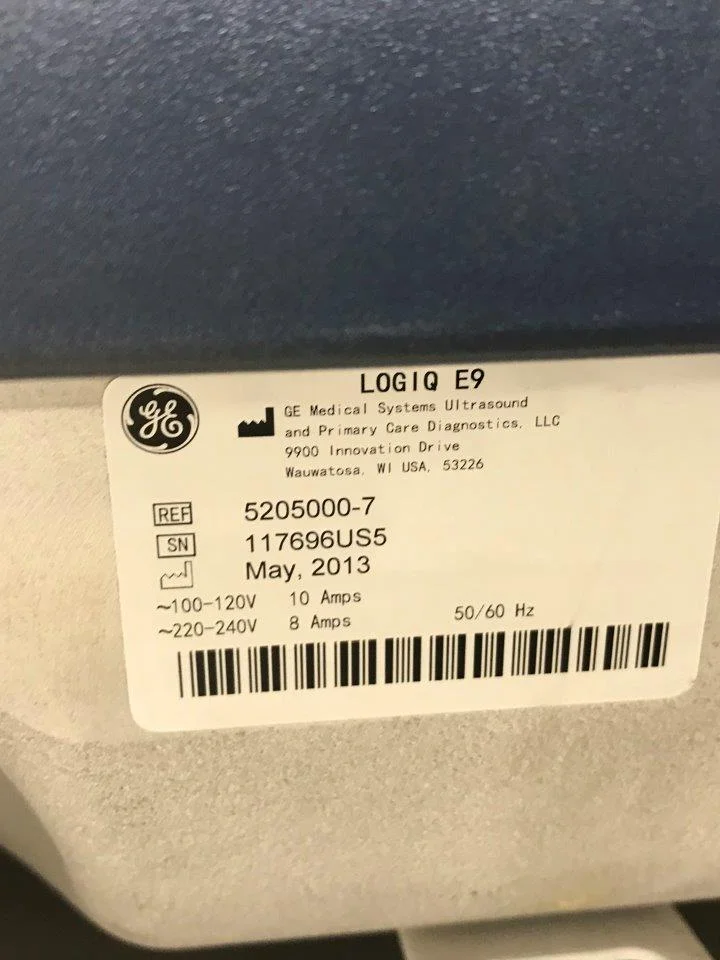 LOGIQ E9
GE
GE Medical Systems Ultrasound
and Primary Care Diagnostics, LLC
9900 Innovation Drive
Wauwatosa, WI USA, 53226
REF 5205000-7
SN 117696US5
May, 2013
~100-120V 10 Amps
~220-240V 8 Amps 50/60 Hz